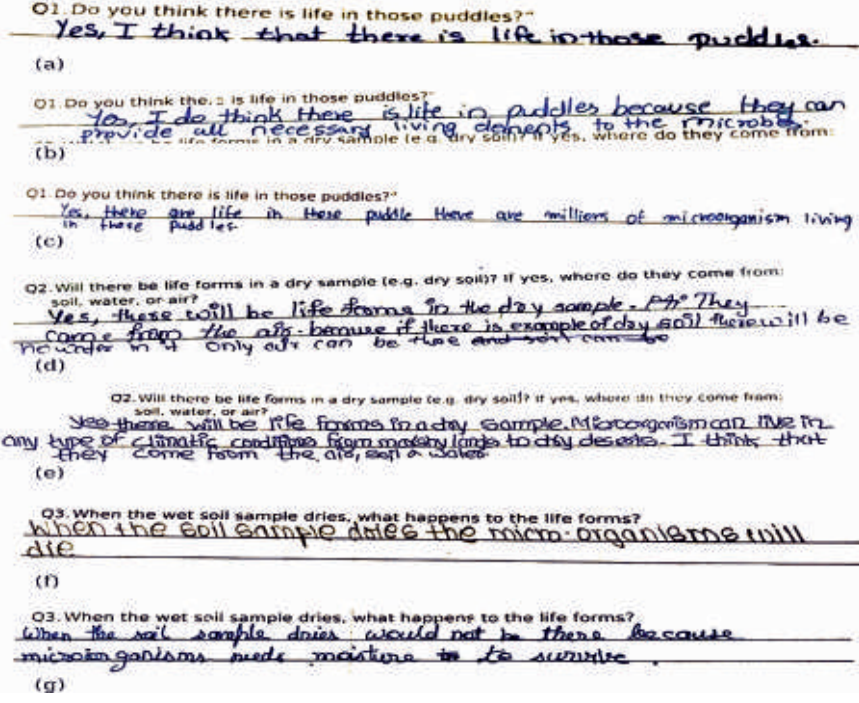 Q1. Do you think there is life in those puddles?"
Yes, I think that there is life in those puddles.
(a)
Q1. Do you think the is life in those puddles?"
Yes, I do think there is life in puddles because they can
provide all necessary living elements to the microbes.
life forms in a dry sample (e.g. dry soil)? If yes, where do they come from:
(b)
Q1. Do you think there is life in those puddles?"
Yes, there are life in these puddle there are millions of microorganism living
in these puddles.
(c)
Q2. Will there be life forms in a dry sample (e.g. dry soil)? If yes, where do they come from:
soil, water, or air?
Yes, there will be life forms in the dry sample. They
come from the air. because if there is example of dry soil there will be
no water in it only air can be there and soil can be
(d)
Q2. Will there be life forms in a dry sample (e.g. dry soil)? If yes, where do they come from:
soil, water, or air?
Yes there will be life forms in a dry sample. Microorganism can live in
any type of climatic conditions from marshy lands to dry deserts. I think that
they come from the air, soil & water
(e)
Q3. When the wet soil sample dries, what happens to the life forms?
When the soil sample dries the micro-organisms will
die
(f)
Q3. When the wet soil sample dries, what happens to the life forms?
When the soil sample dries would not be there because
microorganisms needs moisture to survive.
(g)